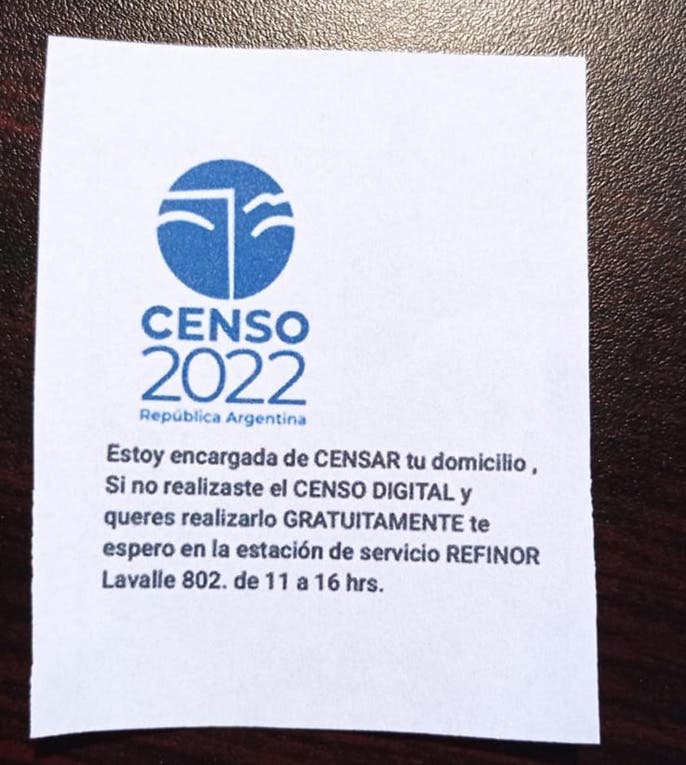 CENSO
2022
República Argentina
Estoy encargada de CENSAR tu domicilio ,
Si no realizaste el CENSO DIGITAL y
queres realizarlo GRATUITAMENTE te
espero en la estación de servicio REFINOR
Lavalle 802. de 11 a 16 hrs.